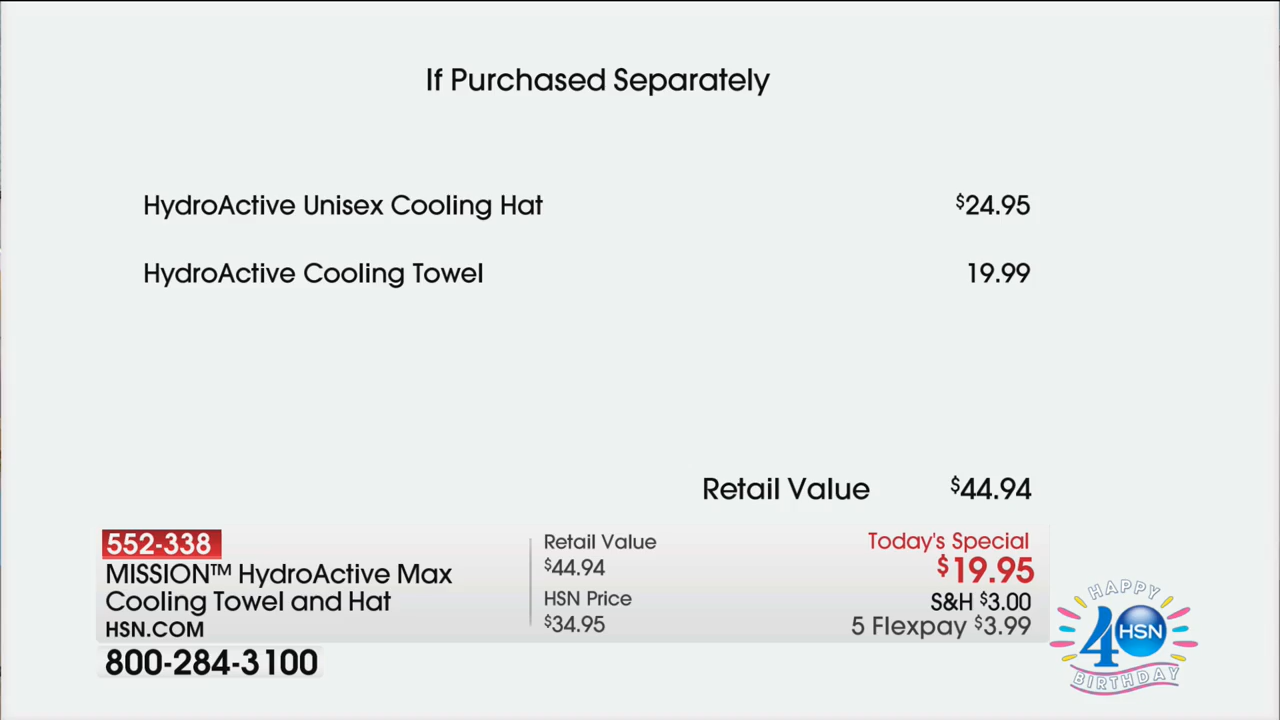 If Purchased Separately
HydroActive Unisex Cooling Hat $24.95
HydroActive Cooling Towel 19.99
Retail Value $44.94
552-338
MISSION™ HydroActive Max
Cooling Towel and Hat
HSN.COM
800-284-3100
Retail Value
$44.94
HSN Price
$34.95
Today's Special
$19.95
S&H $3.00
5 Flexpay $3.99
HAPPY
40 HSN
BIRTHDAY